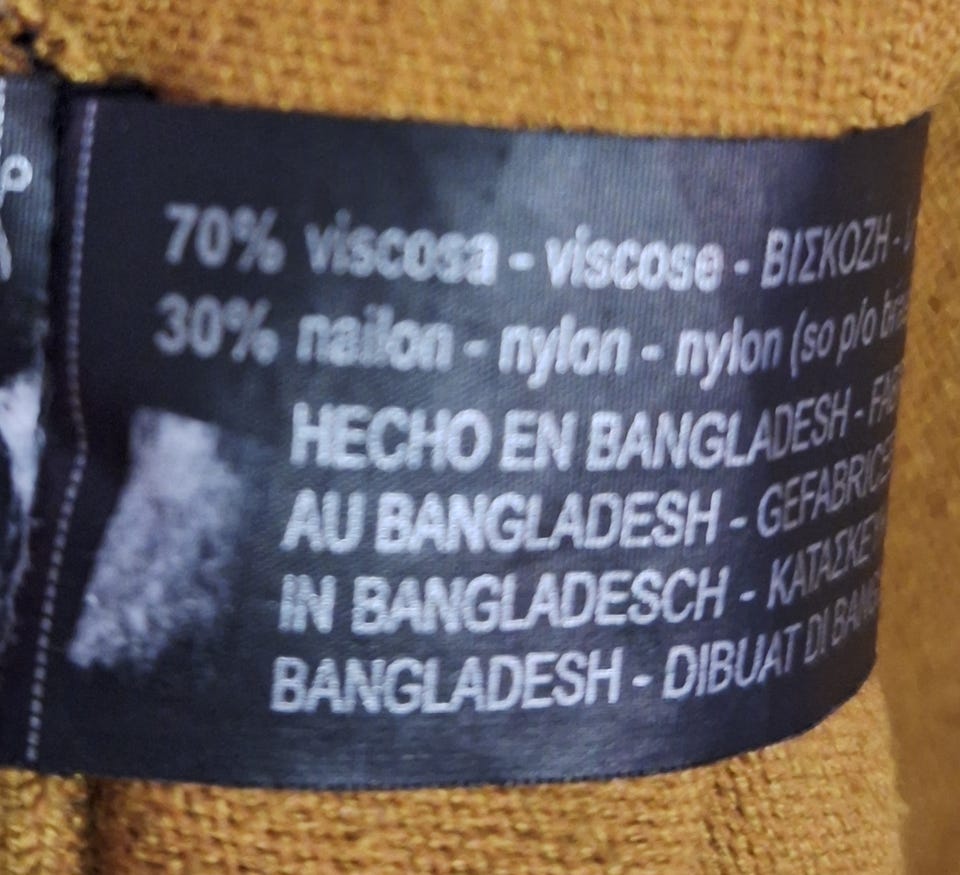 70% viscosa - viscose - ΒΙΣΚΟΖΗ -
30% nailon - nylon - nylon (so p/o
HECHO EN BANGLADESH -
AU BANGLADESH -
IN BANGLADESCH -
BANGLADESH - DIBUAT DI